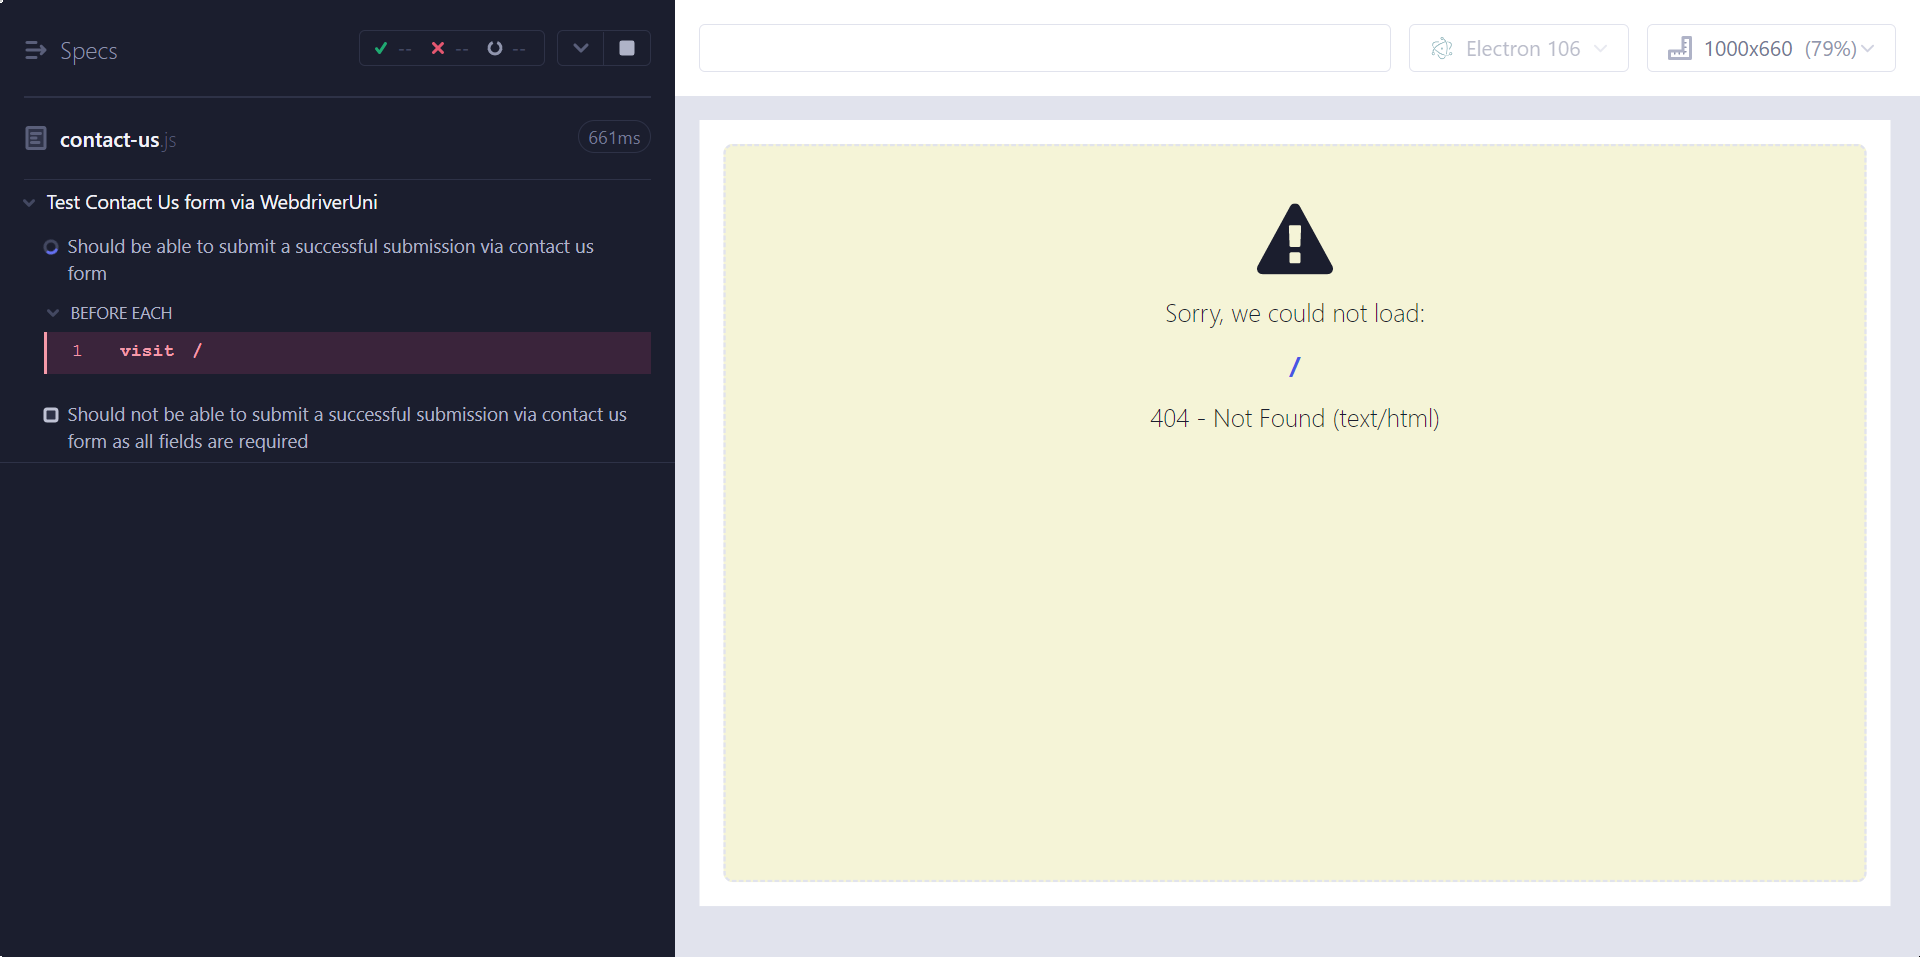 Specs
-- -- --
contact-us.js
661ms
Test Contact Us form via WebdriverUni
Should be able to submit a successful submission via contact us
form
BEFORE EACH
1 visit /
Should not be able to submit a successful submission via contact us
form as all fields are required
Electron 106
1000x660 (79%)
Sorry, we could not load:
/
404 - Not Found (text/html)